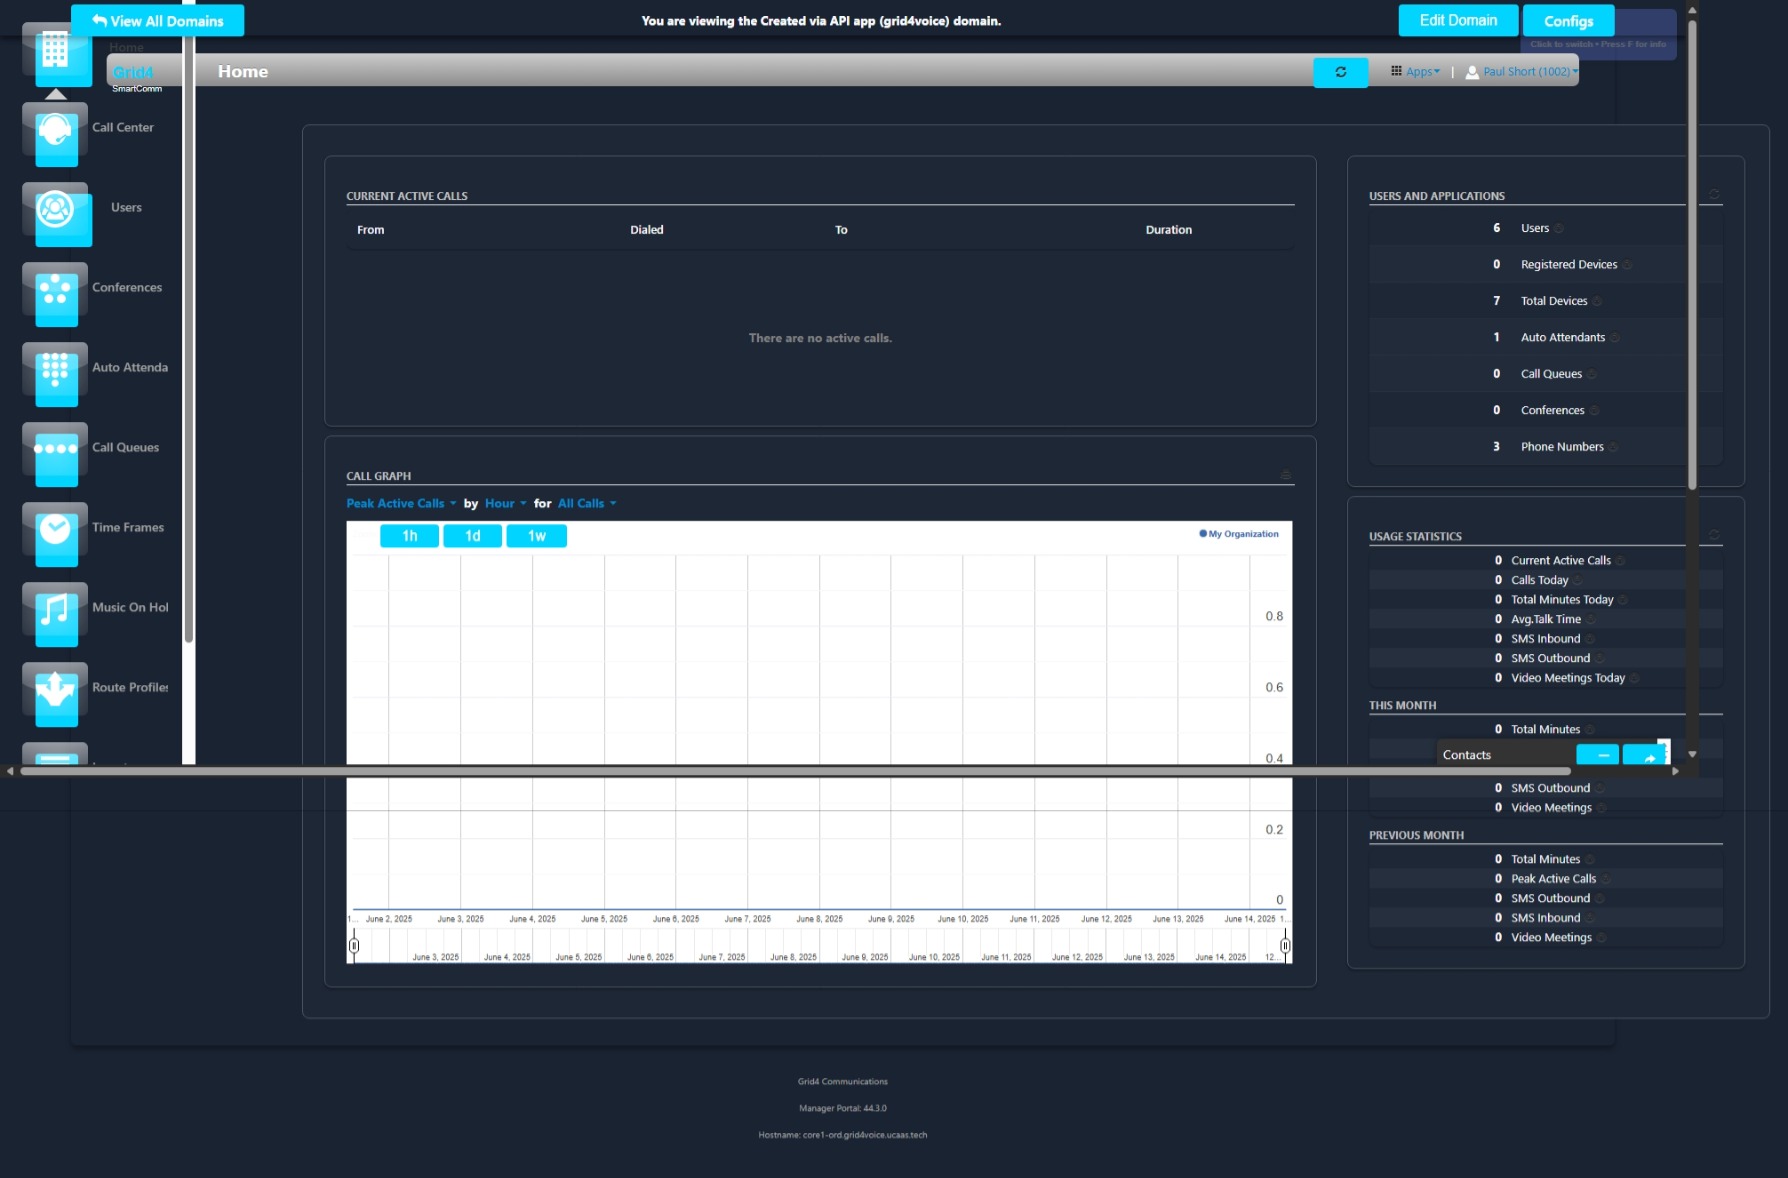 View All Domains
You are viewing the Created via API app (grid4voice) domain.
Edit Domain
Configs
Click to switch • Press F for info
Home
Grid4
SmartComm
Home
Apps
|
Paul Short (1002)
Call Center
Users
Conferences
Auto Attenda
Call Queues
Time Frames
Music On Hol
Route Profiles
CURRENT ACTIVE CALLS
From Dialed To Duration
There are no active calls.
CALL GRAPH
Peak Active Calls by Hour for All Calls
1h 1d 1w
My Organization
0.8
0.6
0.4
0.2
0
1... June 2, 2025 June 3, 2025 June 4, 2025 June 5, 2025 June 6, 2025 June 7, 2025 June 8, 2025 June 9, 2025 June 10, 2025 June 11, 2025 June 12, 2025 June 13, 2025 June 14, 2025 1...
June 3, 2025 June 4, 2025 June 5, 2025 June 6, 2025 June 7, 2025 June 8, 2025 June 9, 2025 June 10, 2025 June 11, 2025 June 12, 2025 June 13, 2025 June 14, 2025 12...
USERS AND APPLICATIONS
6 Users
0 Registered Devices
7 Total Devices
1 Auto Attendants
0 Call Queues
0 Conferences
3 Phone Numbers
USAGE STATISTICS
0 Current Active Calls
0 Calls Today
0 Total Minutes Today
0 Avg.Talk Time
0 SMS Inbound
0 SMS Outbound
0 Video Meetings Today
THIS MONTH
0 Total Minutes
Contacts
0 SMS Outbound
0 Video Meetings
PREVIOUS MONTH
0 Total Minutes
0 Peak Active Calls
0 SMS Outbound
0 SMS Inbound
0 Video Meetings
Grid4 Communications
Manager Portal: 44.3.0
Hostname: core1-ord.grid4voice.ucaas.tech